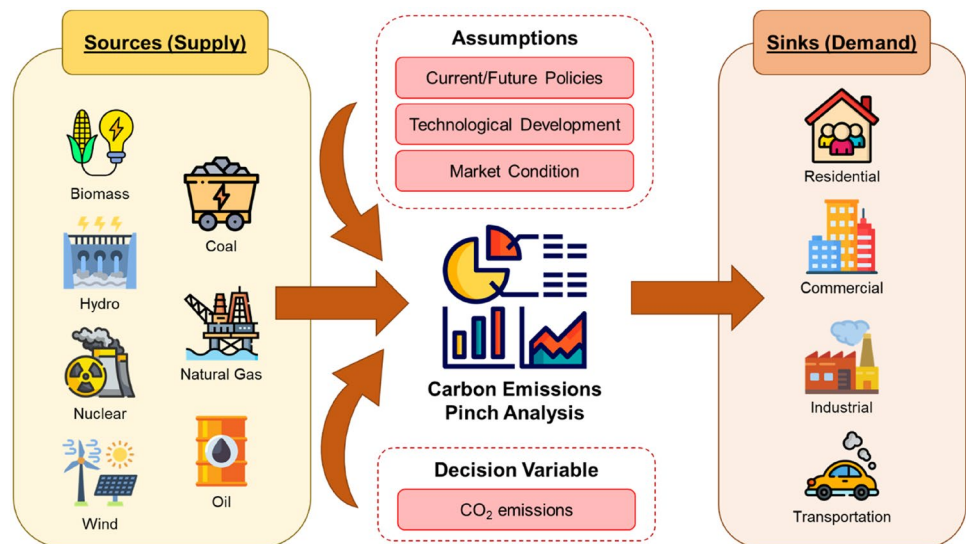 Sources (Supply)
Biomass
Coal
Hydro
Natural Gas
Nuclear
Oil
Wind
Assumptions
Current/Future Policies
Technological Development
Market Condition
Carbon Emissions
Pinch Analysis
Decision Variable
CO₂ emissions
Sinks (Demand)
Residential
Commercial
Industrial
Transportation